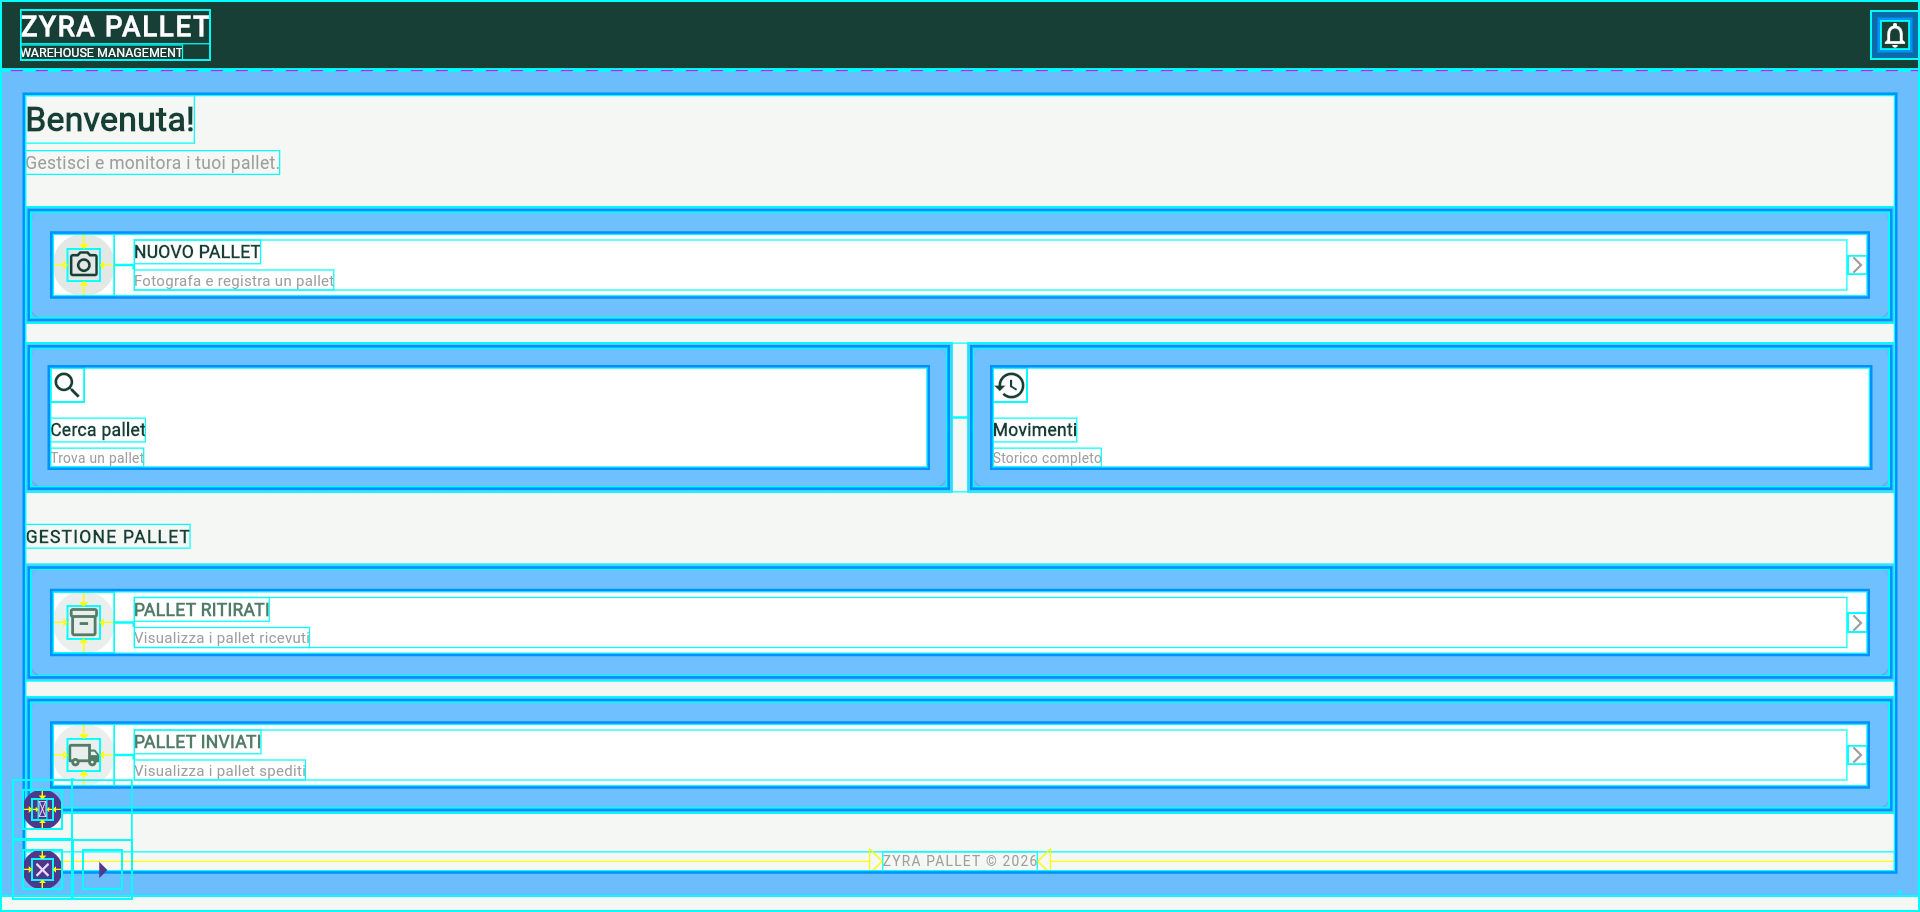 ZYRA PALLET
WAREHOUSE MANAGEMENT
Benvenuta!
Gestisci e monitora i tuoi pallet.
NUOVO PALLET
Fotografa e registra un pallet
Cerca pallet
Trova un pallet
Movimenti
Storico completo
GESTIONE PALLET
PALLET RITIRATI
Visualizza i pallet ricevuti
PALLET INVIATI
Visualizza i pallet spediti
ZYRA PALLET © 2026